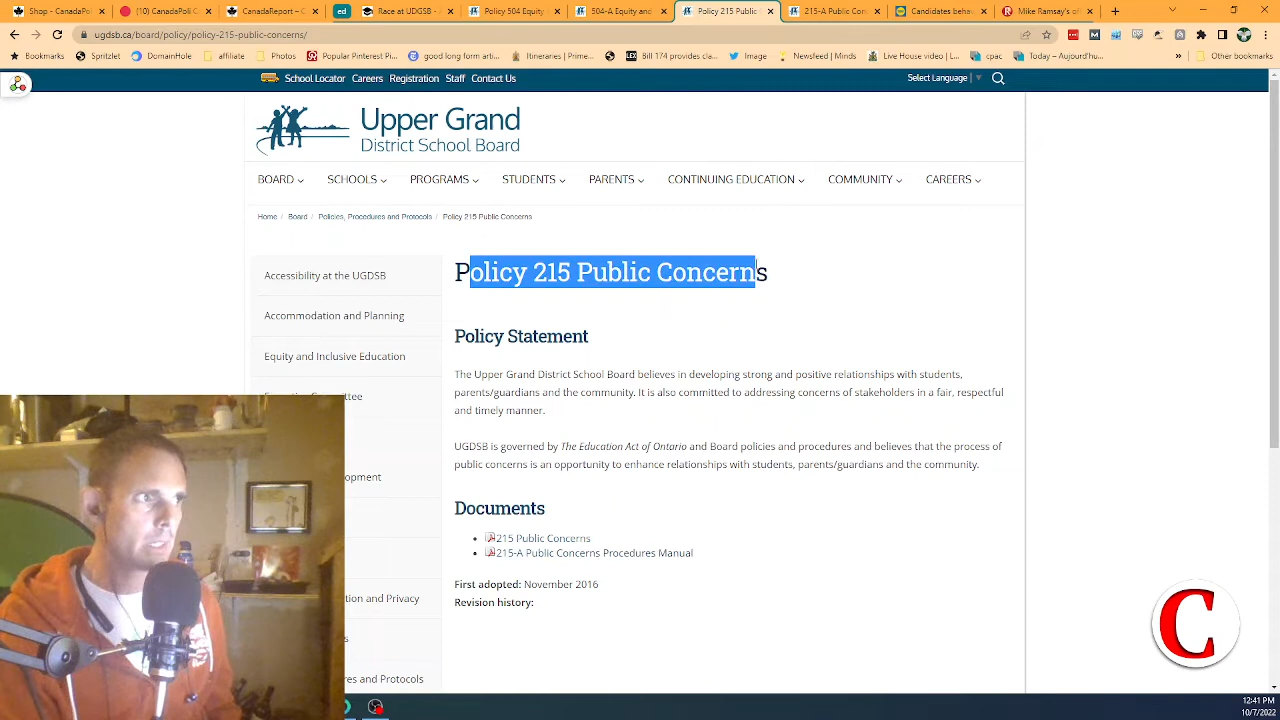 Shop - CanadaPol
(10) CanadaPoli C
CanadaReport – C
Race at UGDSB - A
Policy 504 Equity
504-A Equity and
Policy 215 Public
215-A Public Con
Candidates behav
Mike Ramsay's of
ugdsb.ca/board/policy/policy-215-public-concerns/
Bookmarks
Spritzlet
DomainHole
affiliate
Popular Pinterest Pi...
good long form arti...
Itineraries | Prime...
Bill 174 provides cla...
Twitter
Newsfeed | Minds
Live House video | L...
cpac
Today – Aujourd'hu...
Other bookmarks
School Locator Careers Registration Staff Contact Us
Select Language
Upper Grand
District School Board
BOARD SCHOOLS PROGRAMS STUDENTS PARENTS CONTINUING EDUCATION COMMUNITY CAREERS
Home / Board / Policies, Procedures and Protocols / Policy 215 Public Concerns
Accessibility at the UGDSB
Accommodation and Planning
Equity and Inclusive Education
Policy 215 Public Concerns
Policy Statement
The Upper Grand District School Board believes in developing strong and positive relationships with students,
parents/guardians and the community. It is also committed to addressing concerns of stakeholders in a fair, respectful
and timely manner.
UGDSB is governed by The Education Act of Ontario and Board policies and procedures and believes that the process of
public concerns is an opportunity to enhance relationships with students, parents/guardians and the community.
Documents
215 Public Concerns
215-A Public Concerns Procedures Manual
First adopted: November 2016
Revision history:
and Privacy
and Protocols
C
12:41 PM
10/7/2022